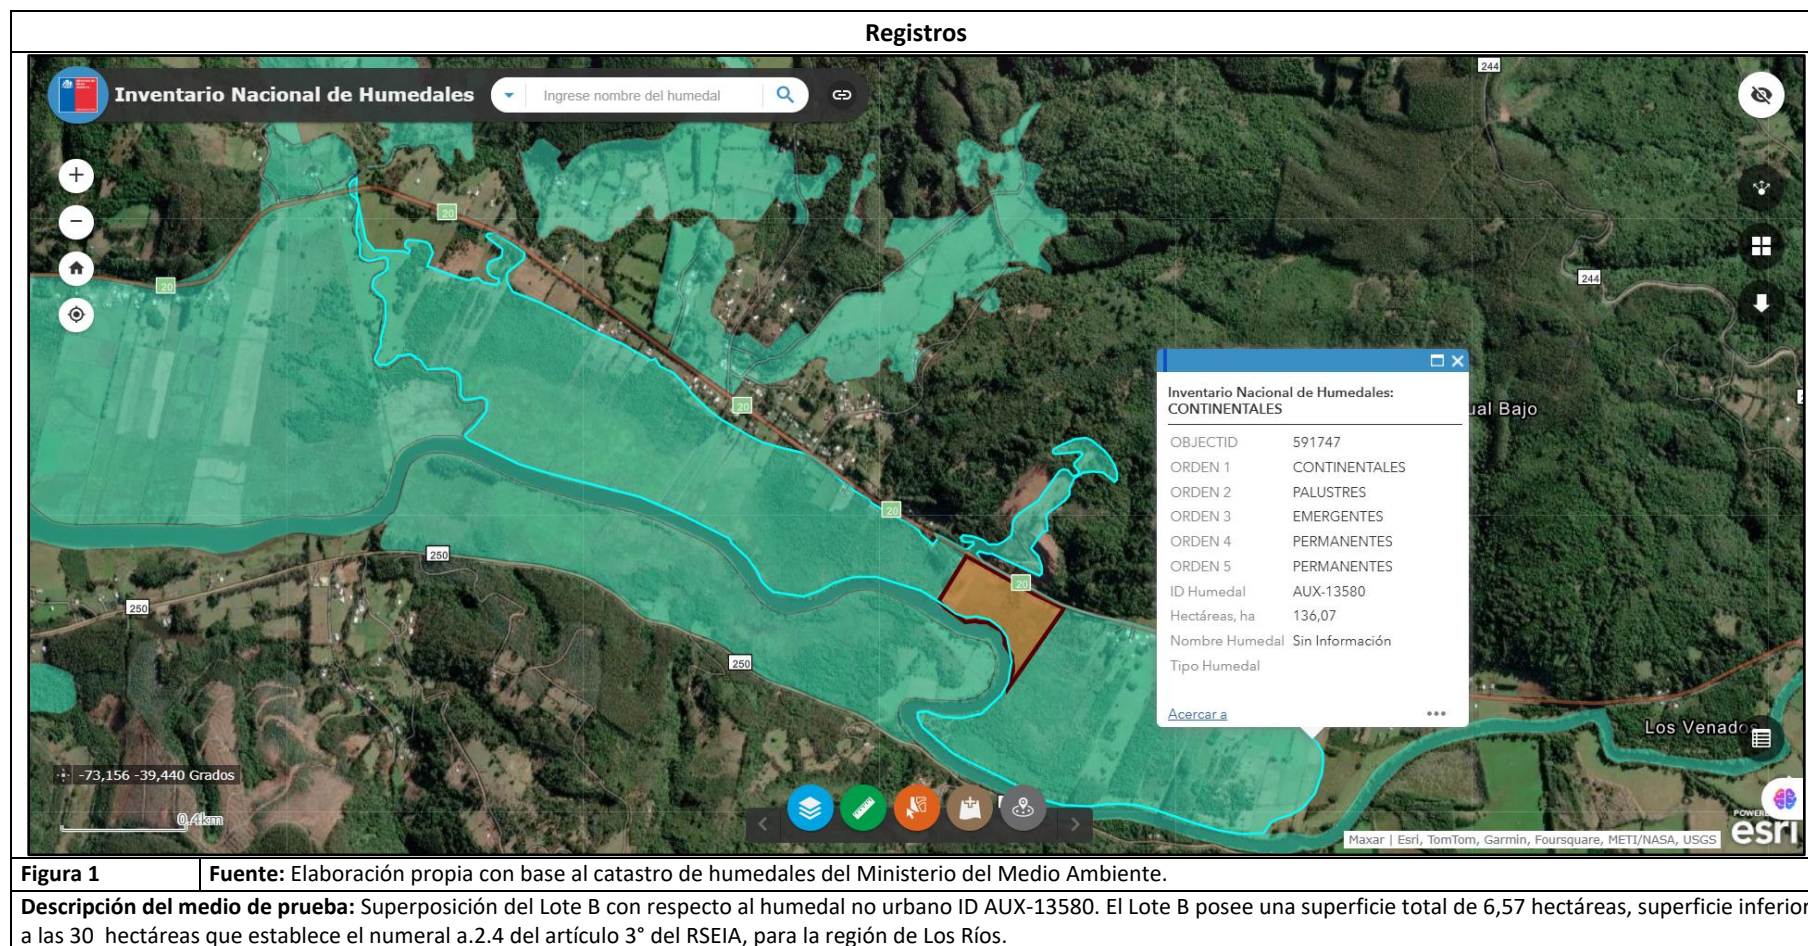 Registros
Inventario Nacional de Humedales
Ingrese nombre del humedal
244
20
20
244
Inventario Nacional de Humedales:
CONTINENTALES
OBJECTID 591747
ORDEN 1 CONTINENTALES
ORDEN 2 PALUSTRES
ORDEN 3 EMERGENTES
ORDEN 4 PERMANENTES
ORDEN 5 PERMANENTES
ID Humedal AUX-13580
Hectáreas, ha 136,07
Nombre Humedal Sin Información
Tipo Humedal
Acercar a
Bajo
20
20
250
20
250
250
Los Venados
-73,156 -39,440 Grados
0,4km
Maxar | Esri, TomTom, Garmin, Foursquare, METI/NASA, USGS
esri
Figura 1 Fuente: Elaboración propia con base al catastro de humedales del Ministerio del Medio Ambiente.
Descripción del medio de prueba: Superposición del Lote B con respecto al humedal no urbano ID AUX-13580. El Lote B posee una superficie total de 6,57 hectáreas, superficie inferior
a las 30 hectáreas que establece el numeral a.2.4 del artículo 3° del RSEIA, para la región de Los Ríos.